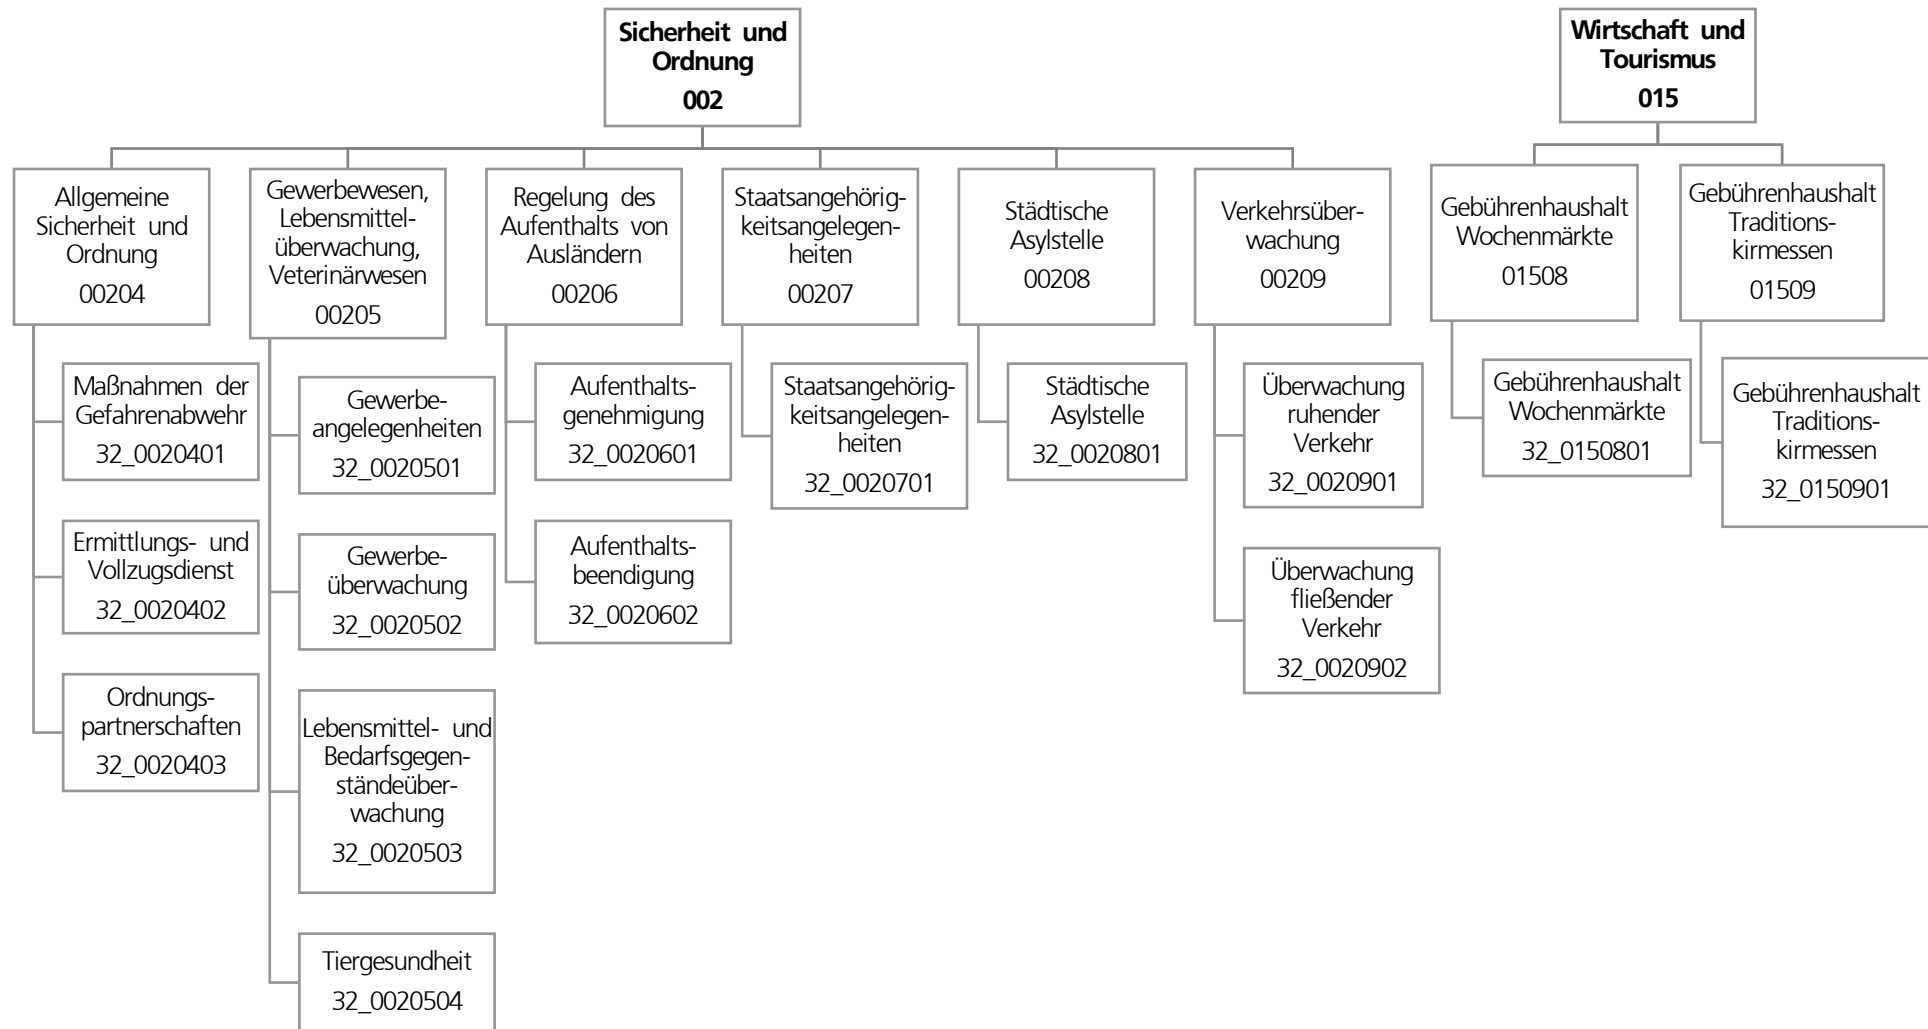 Sicherheit und
Ordnung
002
Wirtschaft und
Tourismus
015
Allgemeine
Sicherheit und
Ordnung
00204
Gewerbewesen,
Lebensmittel-
überwachung,
Veterinärwesen
00205
Regelung des
Aufenthalts von
Ausländern
00206
Staatsangehörig-
keitsangelegen-
heiten
00207
Städtische
Asylstelle
00208
Verkehrsüber-
wachung
00209
Gebührenhaushalt
Wochenmärkte
01508
Gebührenhaushalt
Traditions-
kirmessen
01509
Maßnahmen der
Gefahrenabwehr
32_0020401
Ermittlungs- und
Vollzugsdienst
32_0020402
Ordnungs-
partnerschaften
32_0020403
Gewerbe-
angelegenheiten
32_0020501
Gewerbe-
überwachung
32_0020502
Lebensmittel- und
Bedarfsgegen-
ständeüber-
wachung
32_0020503
Tiergesundheit
32_0020504
Aufenthalts-
genehmigung
32_0020601
Aufenthalts-
beendigung
32_0020602
Staatsangehörig-
keitsangelegen-
heiten
32_0020701
Städtische
Asylstelle
32_0020801
Überwachung
ruhender
Verkehr
32_0020901
Überwachung
fließender
Verkehr
32_0020902
Gebührenhaushalt
Wochenmärkte
32_0150801
Gebührenhaushalt
Traditions-
kirmessen
32_0150901